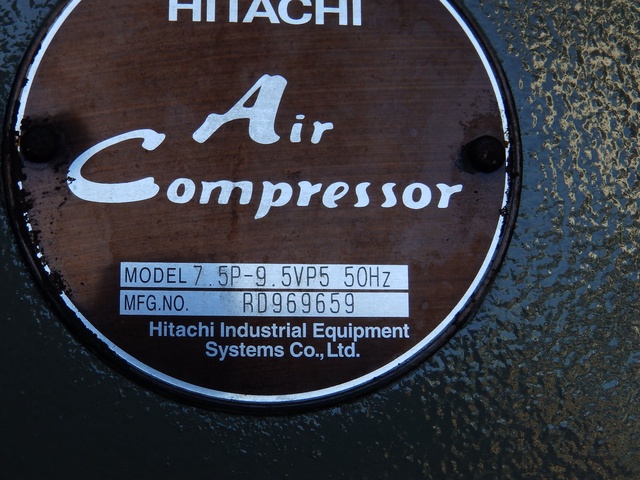 HITACHI
Air
Compressor
MODEL 7.5P-9.5VP5 50Hz
MFG.NO. RD969659
Hitachi Industrial Equipment
Systems Co., Ltd.